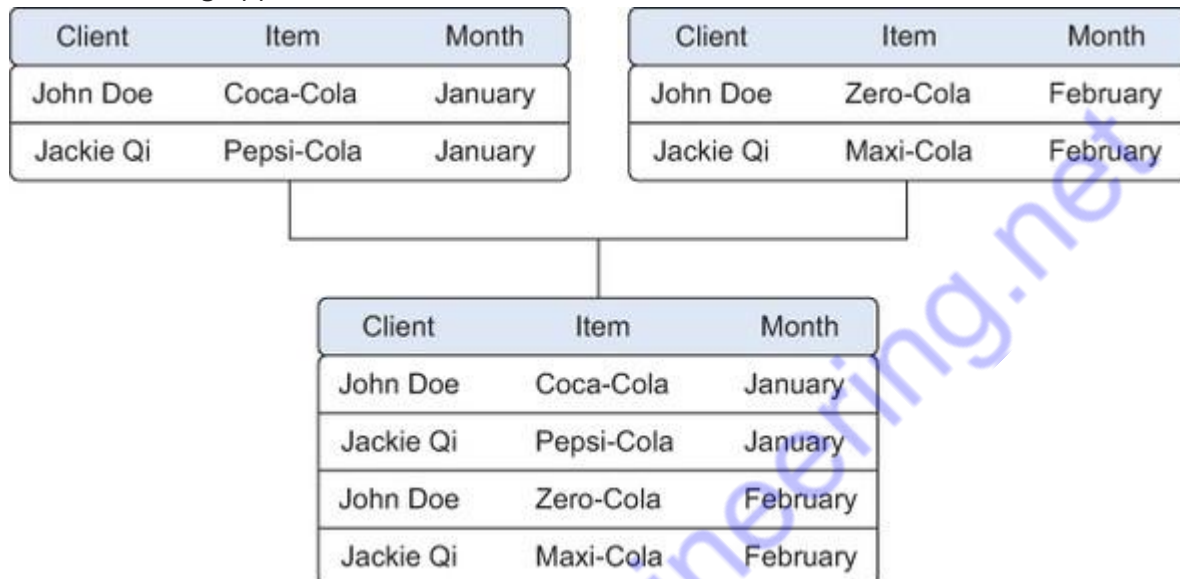 Client Item Month
John Doe Coca-Cola January
Jackie Qi Pepsi-Cola January
Client Item Month
John Doe Zero-Cola February
Jackie Qi Maxi-Cola February
Client Item Month
John Doe Coca-Cola January
Jackie Qi Pepsi-Cola January
John Doe Zero-Cola February
Jackie Qi Maxi-Cola February
ineering.net